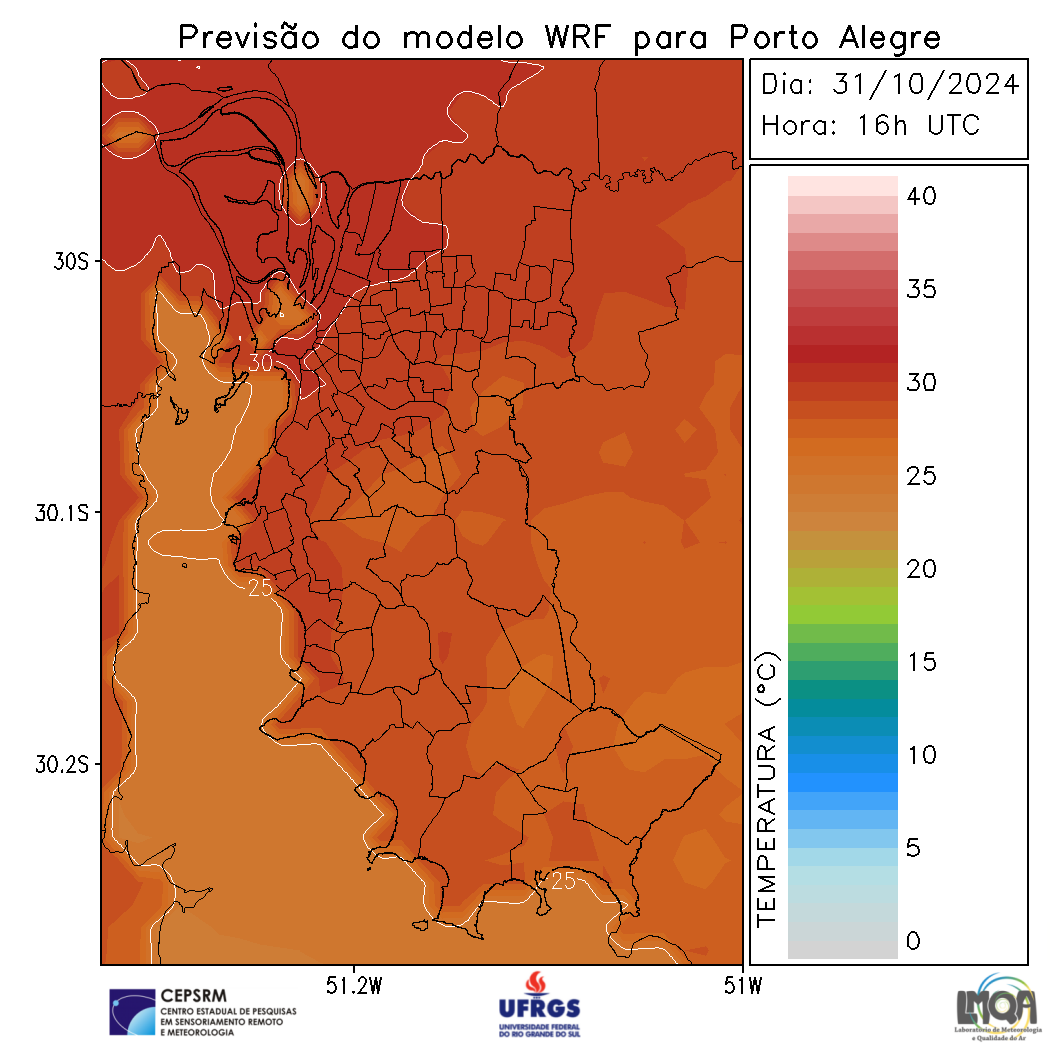 Previsão do modelo WRF para Porto Alegre
Dia: 31/10/2024
Hora: 16h UTC
40
35
30
25
20
15
10
5
0
TEMPERATURA (°C)
30S
30.1S
30.2S
30
25
25
51.2W
51W
CEPSRM
CENTRO ESTADUAL DE PESQUISAS
EM SENSORIAMENTO REMOTO
E METEOROLOGIA
UFRGS
UNIVERSIDADE FEDERAL
DO RIO GRANDE DO SUL
LMQA
Laboratório de Meteorologia
e Qualidade do Ar